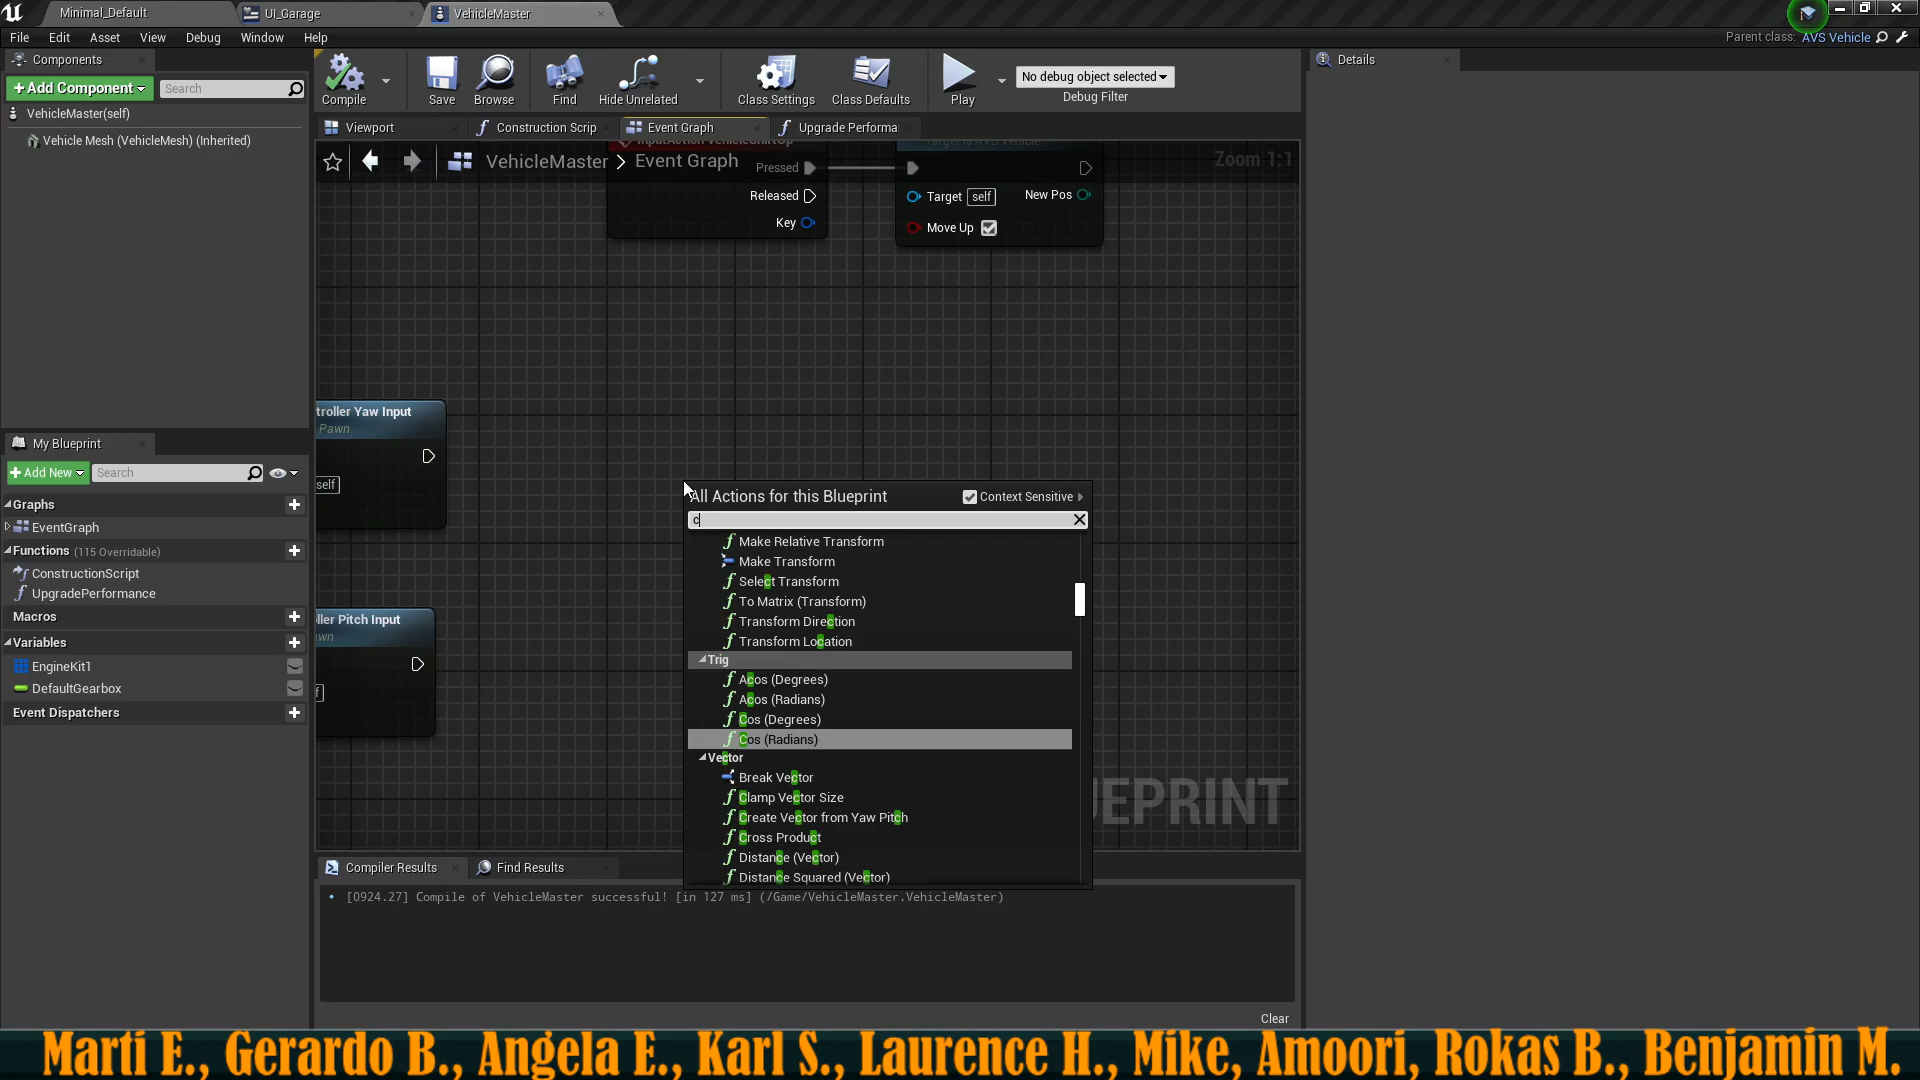 Minimal_Default
UI_Garage
VehicleMaster
File Edit Asset View Debug Window Help
Parent class: AVS Vehicle
Components
+Add Component
Search
VehicleMaster(self)
Vehicle Mesh (VehicleMesh) (Inherited)
My Blueprint
+Add New
Search
Graphs
EventGraph
Functions (115 Overridable)
ConstructionScript
UpgradePerformance
Macros
Variables
EngineKit1
DefaultGearbox
Event Dispatchers
Compile
Save
Browse
Find
Hide Unrelated
Class Settings
Class Defaults
Play
No debug object selected
Debug Filter
Viewport
Construction Scrip
Event Graph
Upgrade Performa
VehicleMaster > Event Graph
Zoom 1:1
InputAction VehicleShiftUp
Pressed
Released
Key
Target is AVS Vehicle
Target self
New Pos
Move Up
troller Yaw Input
Pawn
self
ller Pitch Input
wn
f
All Actions for this Blueprint
Context Sensitive
c
Make Relative Transform
Make Transform
Select Transform
To Matrix (Transform)
Transform Direction
Transform Location
Trig
Acos (Degrees)
Acos (Radians)
Cos (Degrees)
Cos (Radians)
Vector
Break Vector
Clamp Vector Size
Create Vector from Yaw Pitch
Cross Product
Distance (Vector)
Distance Squared (Vector)
UEPRINT
Compiler Results
Find Results
• [0924.27] Compile of VehicleMaster successful! [in 127 ms] (/Game/VehicleMaster.VehicleMaster)
Clear
Details
Marti E., Gerardo B., Angela E., Karl S., Laurence H., Mike, Amoori, Rokas B., Benjamin M.